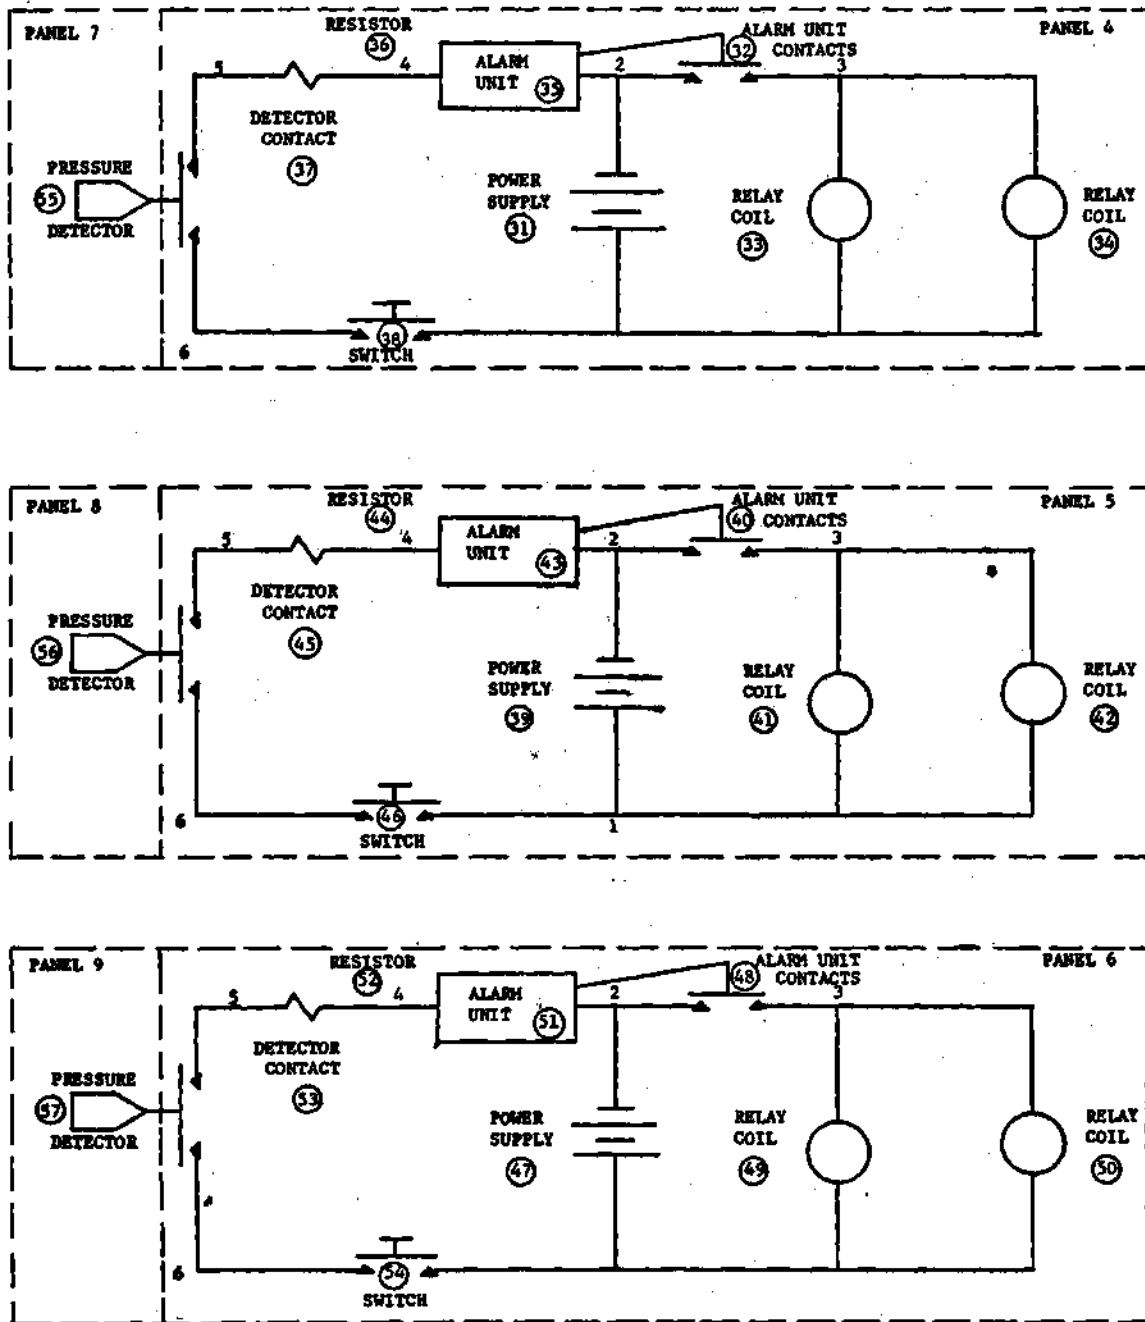 PANEL 7
RESISTOR
36
ALARM UNIT
CONTACTS
32
PANEL 4
5
4
ALARM
UNIT
35
2
3
DETECTOR
CONTACT
37
PRESSURE
55
DETECTOR
POWER
SUPPLY
31
RELAY
COIL
33
RELAY
COIL
34
38
SWITCH
6
PANEL 8
RESISTOR
44
ALARM UNIT
CONTACTS
40
PANEL 5
5
4
ALARM
UNIT
43
2
3
DETECTOR
CONTACT
45
PRESSURE
56
DETECTOR
POWER
SUPPLY
39
RELAY
COIL
41
RELAY
COIL
42
46
SWITCH
6
1
PANEL 9
RESISTOR
52
ALARM UNIT
CONTACTS
48
PANEL 6
5
4
ALARM
UNIT
51
2
3
DETECTOR
CONTACT
53
PRESSURE
57
DETECTOR
POWER
SUPPLY
47
RELAY
COIL
49
RELAY
COIL
50
54
SWITCH
6